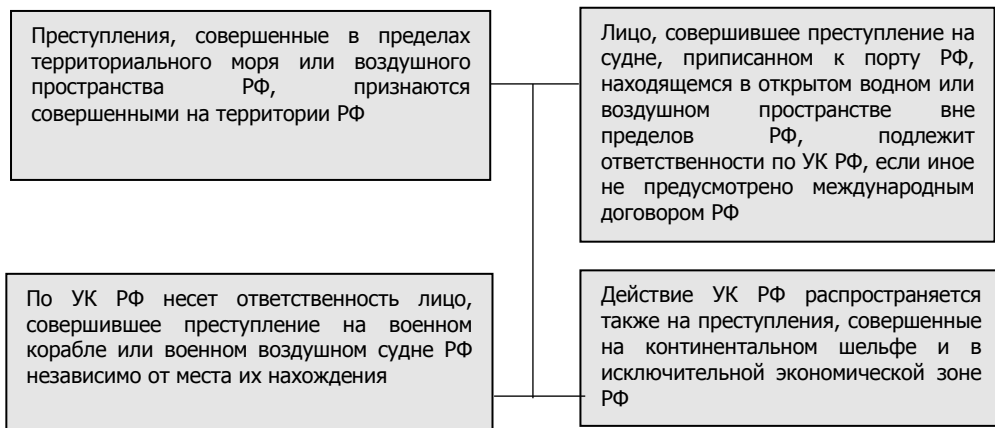 Преступления, совершенные в пределах
территориального моря или воздушного
пространства РФ, признаются
совершенными на территории РФ
Лицо, совершившее преступление на
судне, приписанном к порту РФ,
находящемся в открытом водном или
воздушном пространстве вне
пределов РФ, подлежит
ответственности по УК РФ, если иное
не предусмотрено международным
договором РФ
По УК РФ несет ответственность лицо,
совершившее преступление на военном
корабле или военном воздушном судне РФ
независимо от места их нахождения
Действие УК РФ распространяется
также на преступления, совершенные
на континентальном шельфе и в
исключительной экономической зоне
РФ